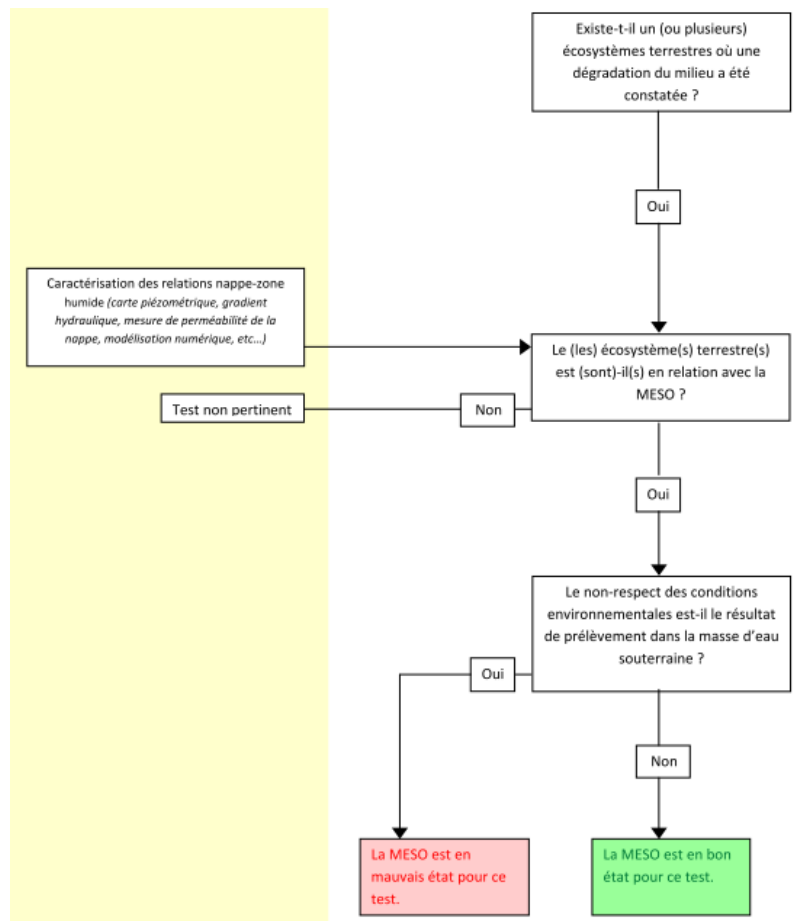 Existe-t-il un (ou plusieurs)
écosystèmes terrestres où une
dégradation du milieu a été
constatée ?
Oui
Caractérisation des relations nappe-zone
humide (carte piézométrique, gradient
hydraulique, mesure de perméabilité de la
nappe, modélisation numérique, etc...)
Le (les) écosystème(s) terrestre(s)
est (sont)-il(s) en relation avec la
MESO ?
Test non pertinent
Non
Oui
Le non-respect des conditions
environnementales est-il le résultat
de prélèvement dans la masse d'eau
souterraine ?
Oui
Non
La MESO est en
mauvais état pour ce
test.
La MESO est en bon
état pour ce test.